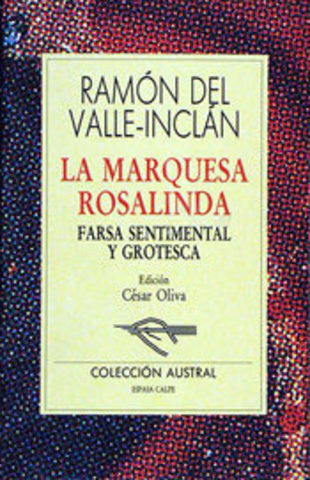 RAMÓN DEL
VALLE-INCLÁN
LA MARQUESA
ROSALINDA
FARSA SENTIMENTAL
Y GROTESCA
Edición
César Oliva
COLECCIÓN AUSTRAL
ESPASA CALPE